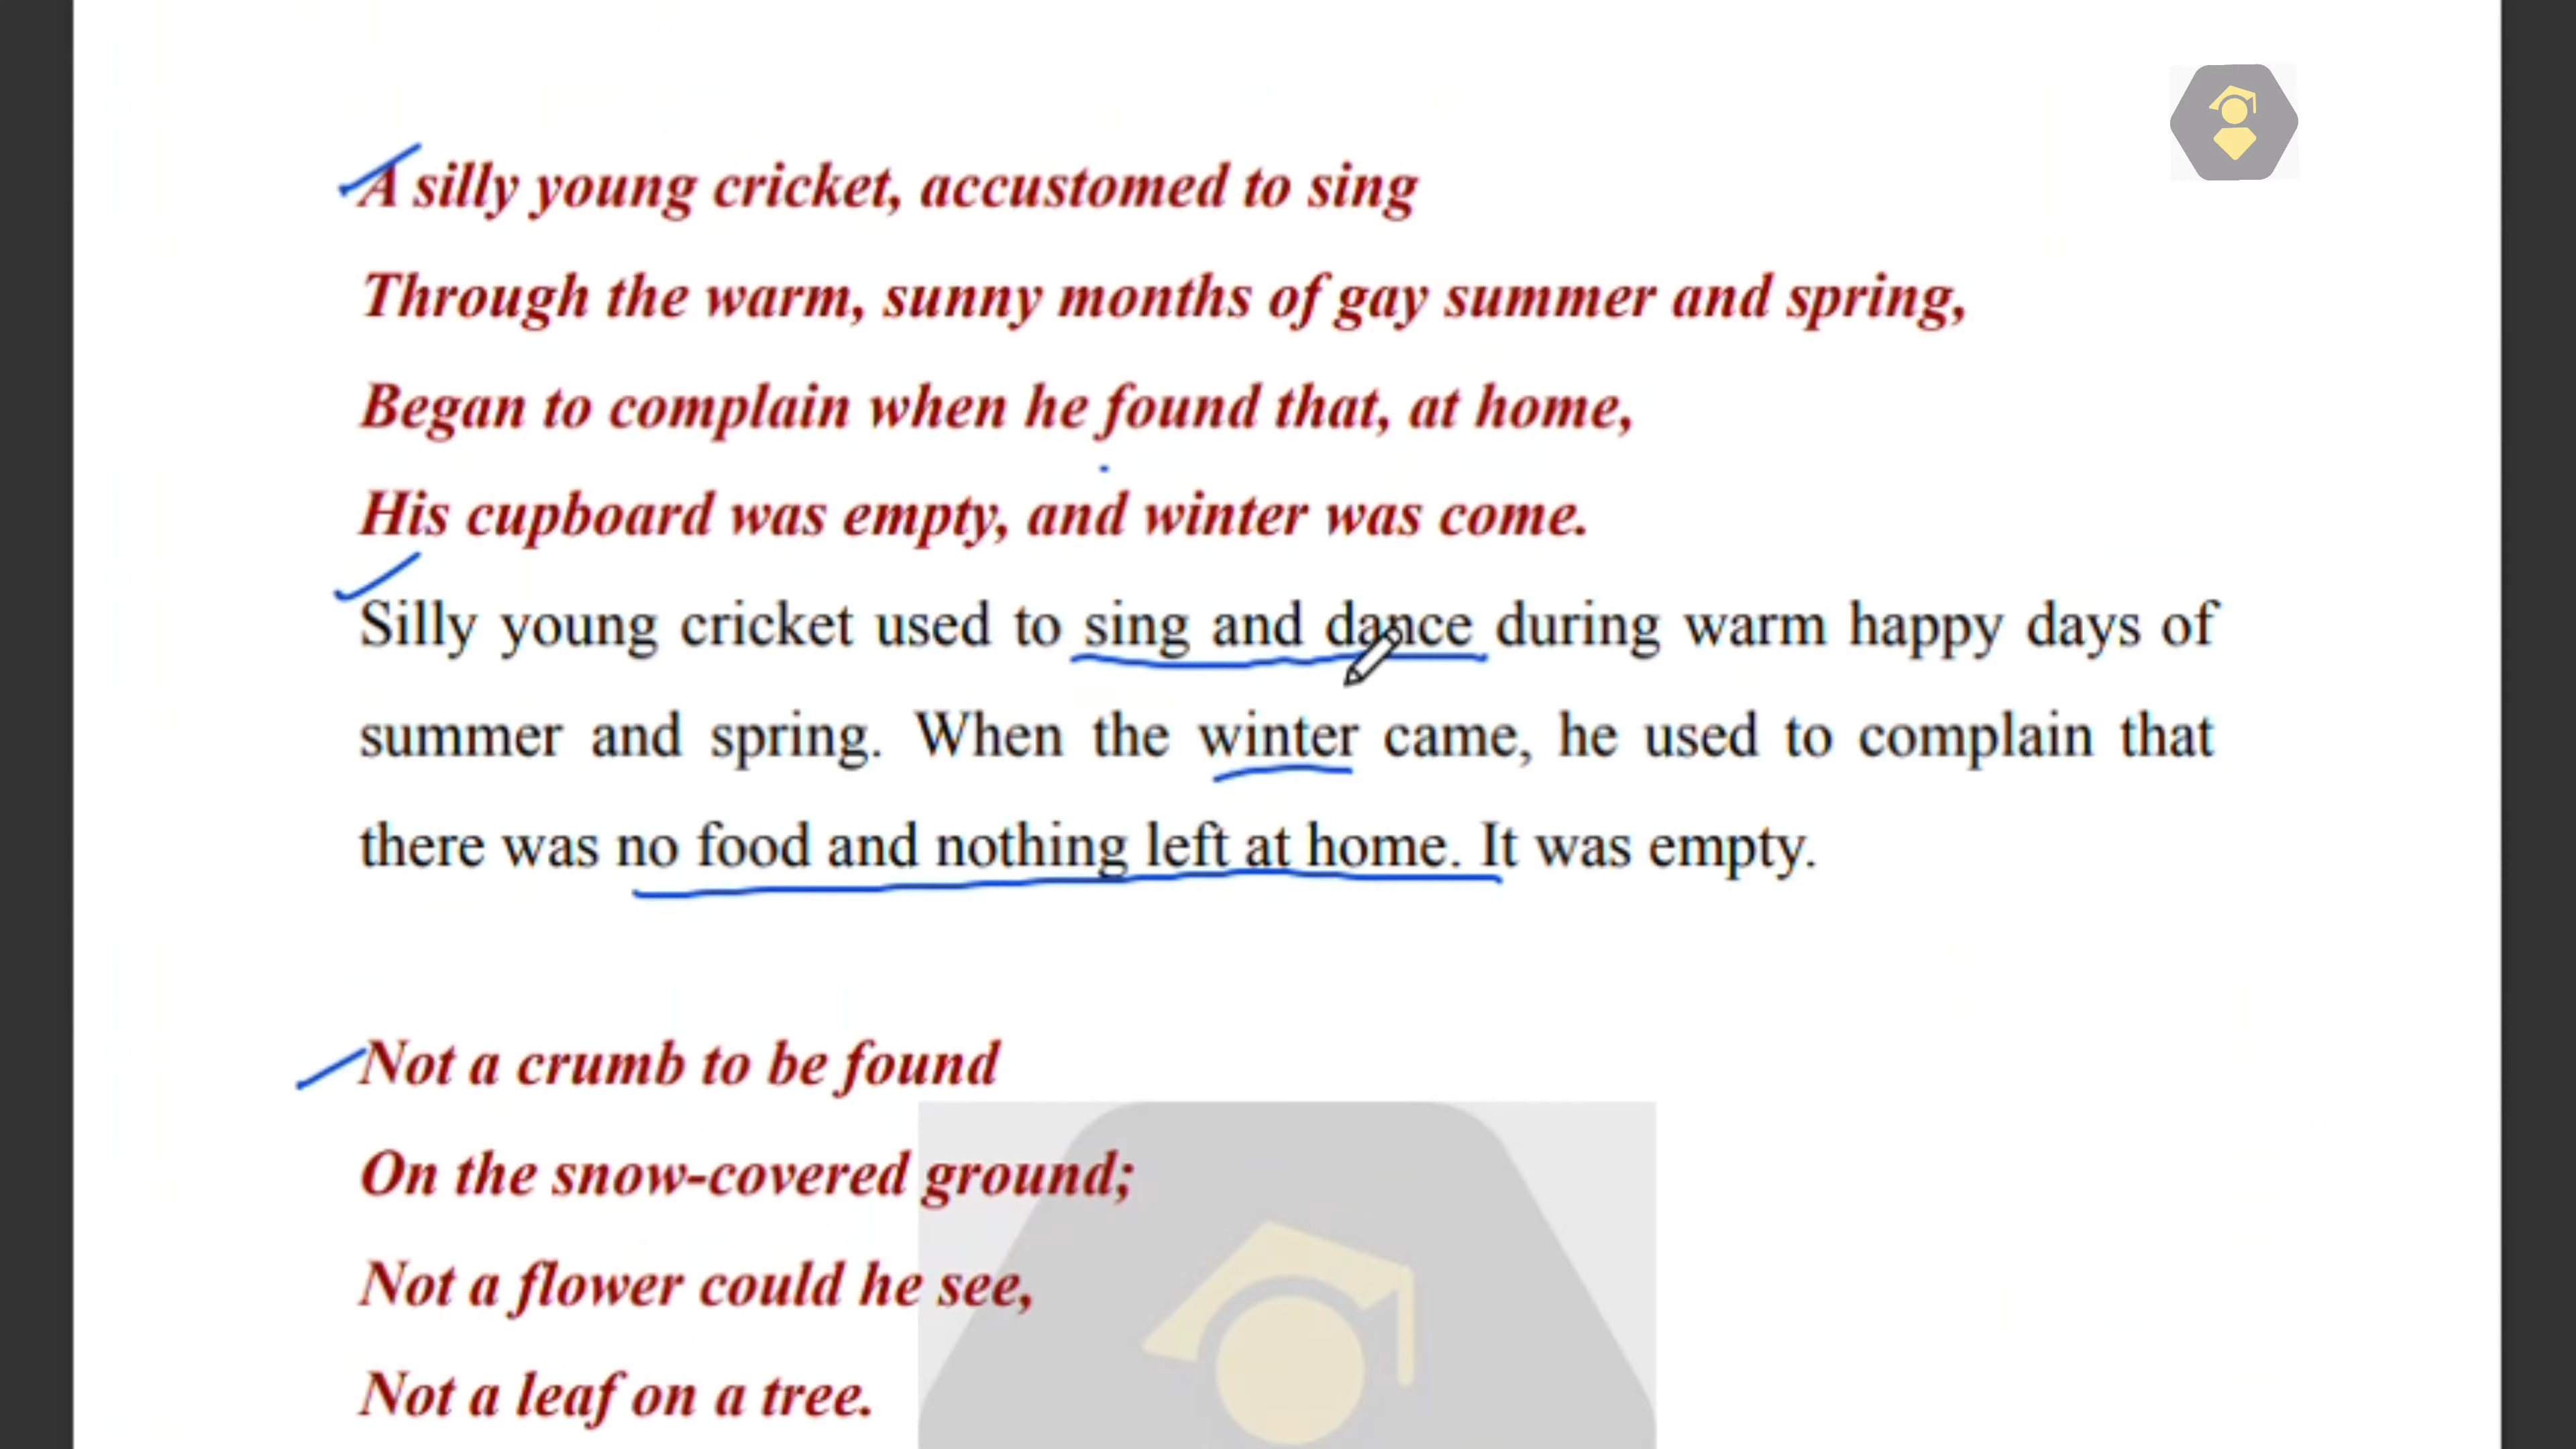 A silly young cricket, accustomed to sing
Through the warm, sunny months of gay summer and spring,
Began to complain when he found that, at home,
His cupboard was empty, and winter was come.
Silly young cricket used to sing and dance during warm happy days of
summer and spring. When the winter came, he used to complain that
there was no food and nothing left at home. It was empty.
Not a crumb to be found
On the snow-covered ground;
Not a flower could he see,
Not a leaf on a tree.